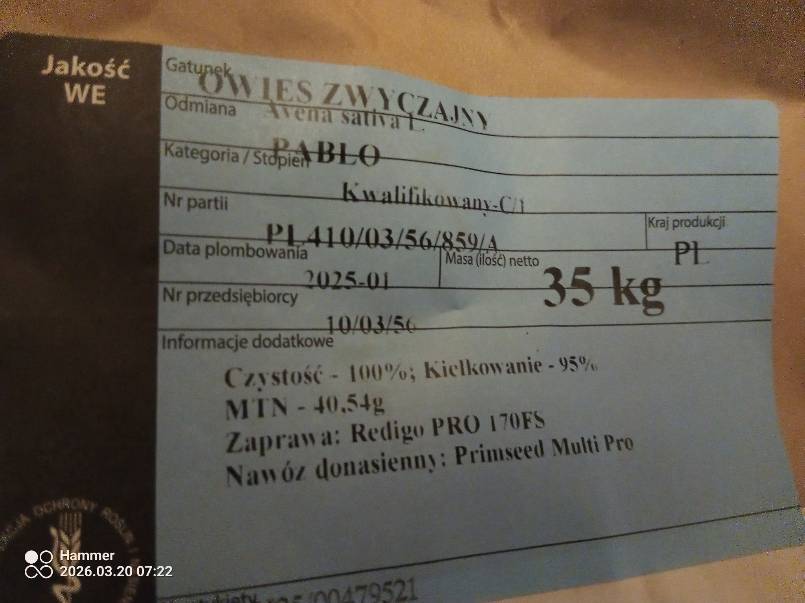 Jakość
WE
Gatunek
OWIES ZWYCZAJNY
Odmiana
Avena sativa L.
PABLO
Kategoria / Stopień
Kwalifikowany-C/1
Nr partii
PL410/03/56/859/A
Kraj produkcji
PL
Data plombowania
2025-01
Masa (ilość) netto
35 kg
Nr przedsiębiorcy
10/03/56
Informacje dodatkowe
Czystość - 100%; Kiełkowanie - 95%
MTN - 40,54g
Zaprawa: Redigo PRO 170FS
Nawóz donasienny: Primseed Multi Pro
OCHRONY ROŚLIN I
00479521
Hammer
2026.03.20 07:22